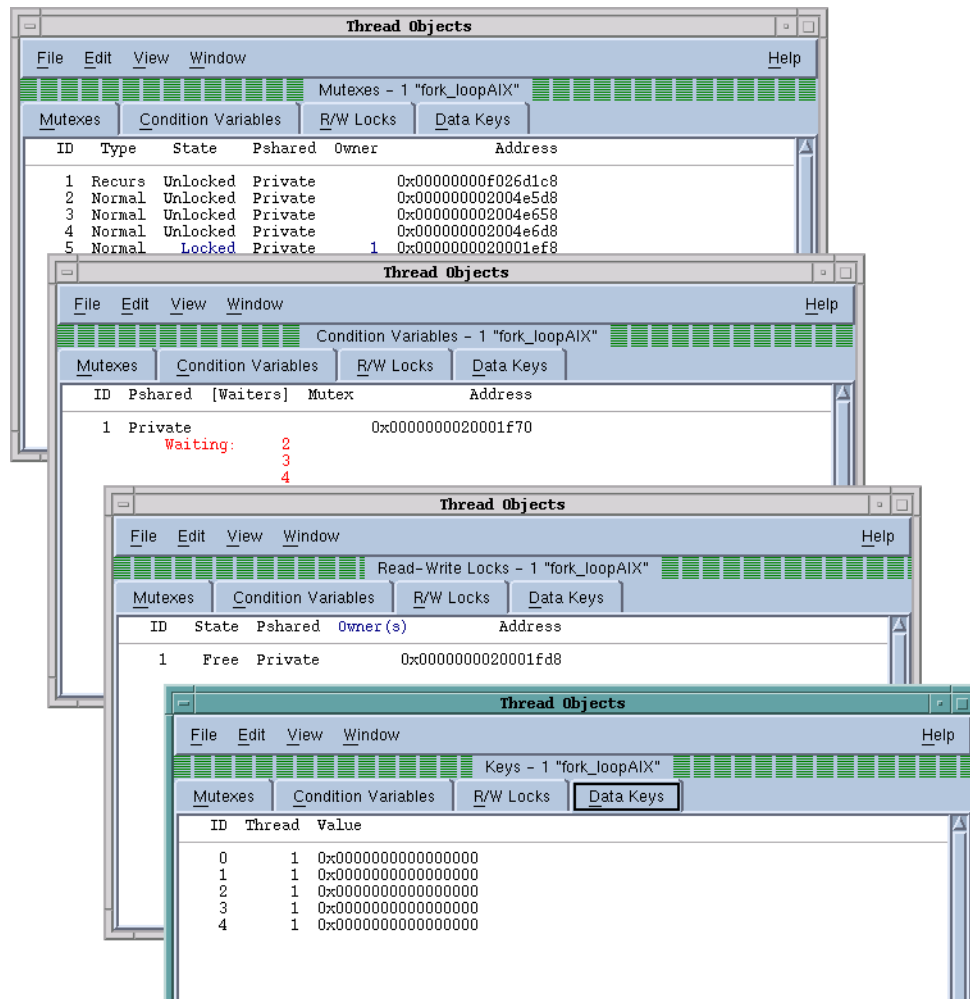 Thread Objects
File Edit View Window Help
Mutexes - 1 "fork_loopAIX"
Mutexes Condition Variables R/W Locks Data Keys
ID Type State Pshared Owner Address
1 Recurs Unlocked Private 0x00000000f026d1c8
2 Normal Unlocked Private 0x000000002004e5d8
3 Normal Unlocked Private 0x000000002004e658
4 Normal Unlocked Private 0x000000002004e6d8
5 Normal Locked Private 1 0x0000000020001ef8
Thread Objects
File Edit View Window Help
Condition Variables - 1 "fork_loopAIX"
Mutexes Condition Variables R/W Locks Data Keys
ID Pshared [Waiters] Mutex Address
1 Private 0x0000000020001f70
Waiting: 2
3
4
Thread Objects
File Edit View Window Help
Read-Write Locks - 1 "fork_loopAIX"
Mutexes Condition Variables R/W Locks Data Keys
ID State Pshared Owner(s) Address
1 Free Private 0x0000000020001fd8
Thread Objects
File Edit View Window Help
Keys - 1 "fork_loopAIX"
Mutexes Condition Variables R/W Locks Data Keys
ID Thread Value
0 1 0x0000000000000000
1 1 0x0000000000000000
2 1 0x0000000000000000
3 1 0x0000000000000000
4 1 0x0000000000000000